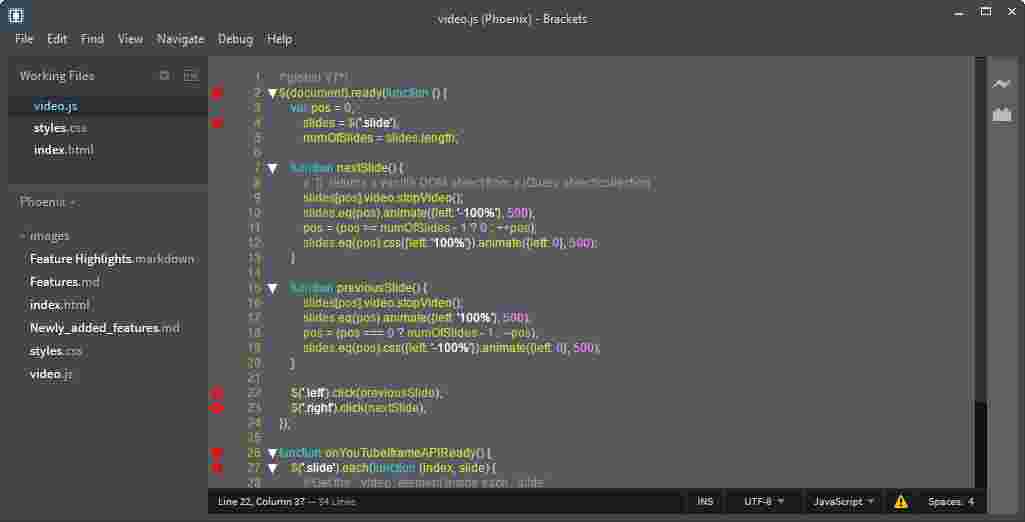 video.js (Phoenix) - Brackets
File Edit Find View Navigate Debug Help
Working Files
video.js
styles.css
index.html
Phoenix
images
Feature Highlights.markdown
Features.md
index.html
Newly_added_features.md
styles.css
video.js
1 /*global
2 $(document).ready(function () {
3 var pos = 0,
4 slides = $('.slide'),
5 numOfSlides = slides.length;
6
7 function nextSlide() {
8 returns a vanilla DOM object from a jQuery object/collection
9 slides[pos].video.stopVideo();
10 slides.eq(pos).animate({left: '-100%'}, 500);
11 pos = (pos >= numOfSlides - 1 ? 0 : ++pos);
12 slides.eq(pos).css({left: '100%'}).animate({left: 0}, 500);
13 }
14
15 function previousSlide() {
16 slides[pos].video.stopVideo();
17 slides.eq(pos).animate({left: '100%'}, 500);
18 pos = (pos === 0 ? numOfSlides - 1 : --pos);
19 slides.eq(pos).css({left: '-100%'}).animate({left: 0}, 500);
20 }
21
22 $('.left').click(previousSlide);
23 $('.right').click(nextSlide);
24 });
25
26 function onYouTubeIframeAPIReady() {
27 $('.slide').each(function (index, slide) {
28 //Get the `.video` element inside each `.slide`
Line 22, Column 37 — 54 Lines
INS UTF-8 JavaScript Spaces: 4